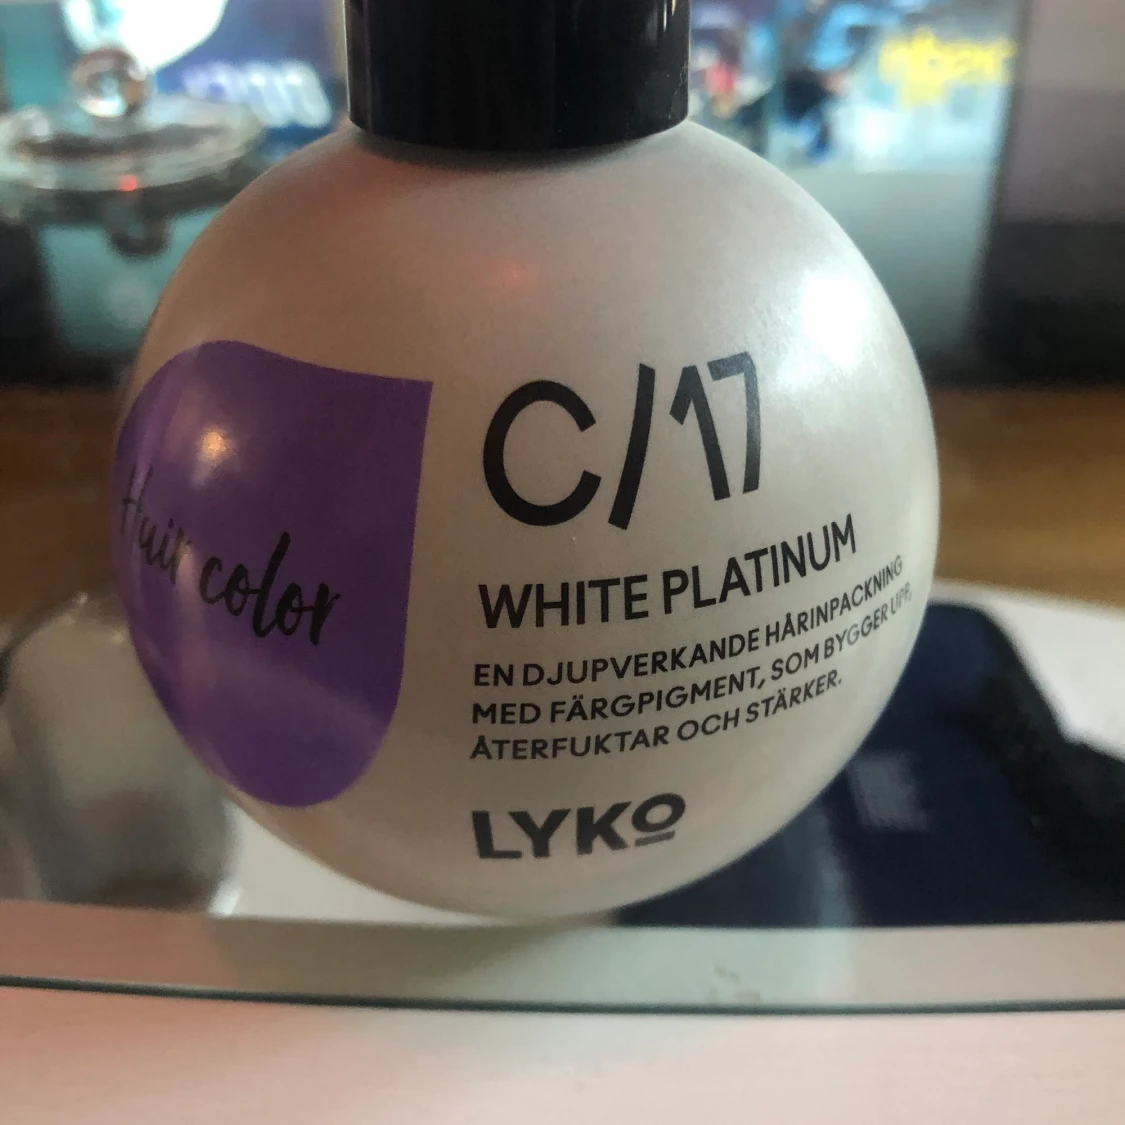 Hair color
C/17
WHITE PLATINUM
EN DJUPVERKANDE HÅRINPACKNING
MED FÄRGPIGMENT, SOM BYGGER UPP,
ÅTERFUKTAR OCH STÄRKER.
LYKO